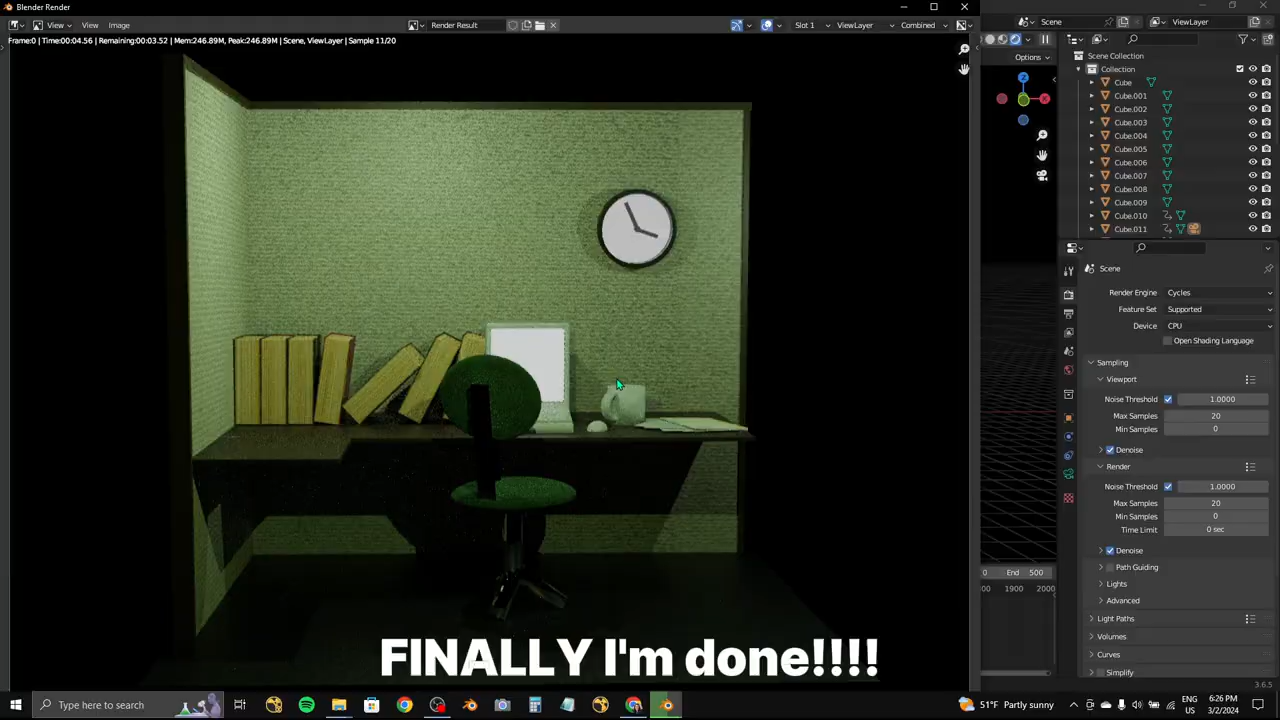 Blender Render
View
View
Image
Render Result
Slot 1
ViewLayer
Combined
Frame:0 | Time:00:04.56 | Remaining:00:03.52 | Mem:246.89M, Peak:246.89M | Scene, ViewLayer | Sample 11/20
FINALLY I'm done!!!!
Scene
ViewLayer
Options
Z
X
Scene Collection
Collection
Cube
Cube.001
Cube.002
Cube.003
Cube.004
Cube.005
Cube.006
Cube.007
Cube.008
Cube.009
Cube.010
Cube.011
Scene
Render Engine Cycles
Feature Set Supported
Device CPU
Open Shading Language
Sampling
Viewport
Noise Threshold 1.0000
Max Samples 20
Min Samples 0
Denoise
Render
Noise Threshold 1.0000
Max Samples 20
Min Samples 0
Time Limit 0 sec
Denoise
Path Guiding
Lights
Advanced
Light Paths
Volumes
Curves
Simplify
0 End 500
1900 2000
3.6.5
Type here to search
51°F Partly sunny
ENG
6:26 PM
3/2/2024